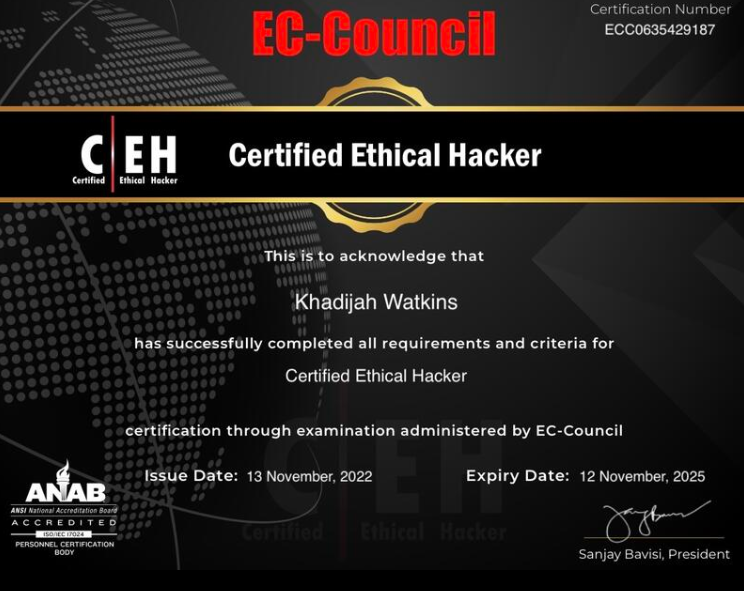 EC-Council
Certification Number
ECC0635429187
C|EH
Certified Ethical Hacker
Certified Ethical Hacker
This is to acknowledge that
Khadijah Watkins
has successfully completed all requirements and criteria for
Certified Ethical Hacker
certification through examination administered by EC-Council
Issue Date: 13 November, 2022
Expiry Date: 12 November, 2025
ANAB
ANSI National Accreditation Board
ACCREDITED
ISO/IEC 17024
PERSONNEL CERTIFICATION
BODY
C|EH
Certified Ethical Hacker
Sanjay Bavisi, President